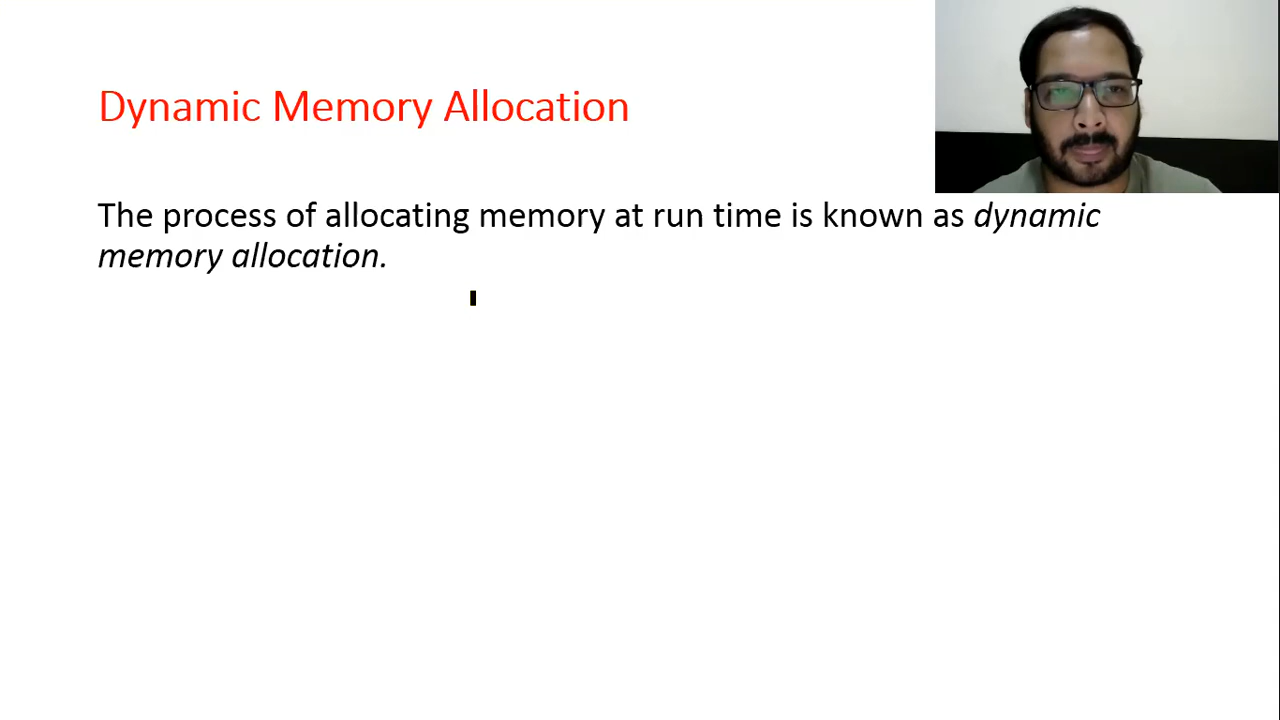 Dynamic Memory Allocation
The process of allocating memory at run time is known as dynamic
memory allocation.